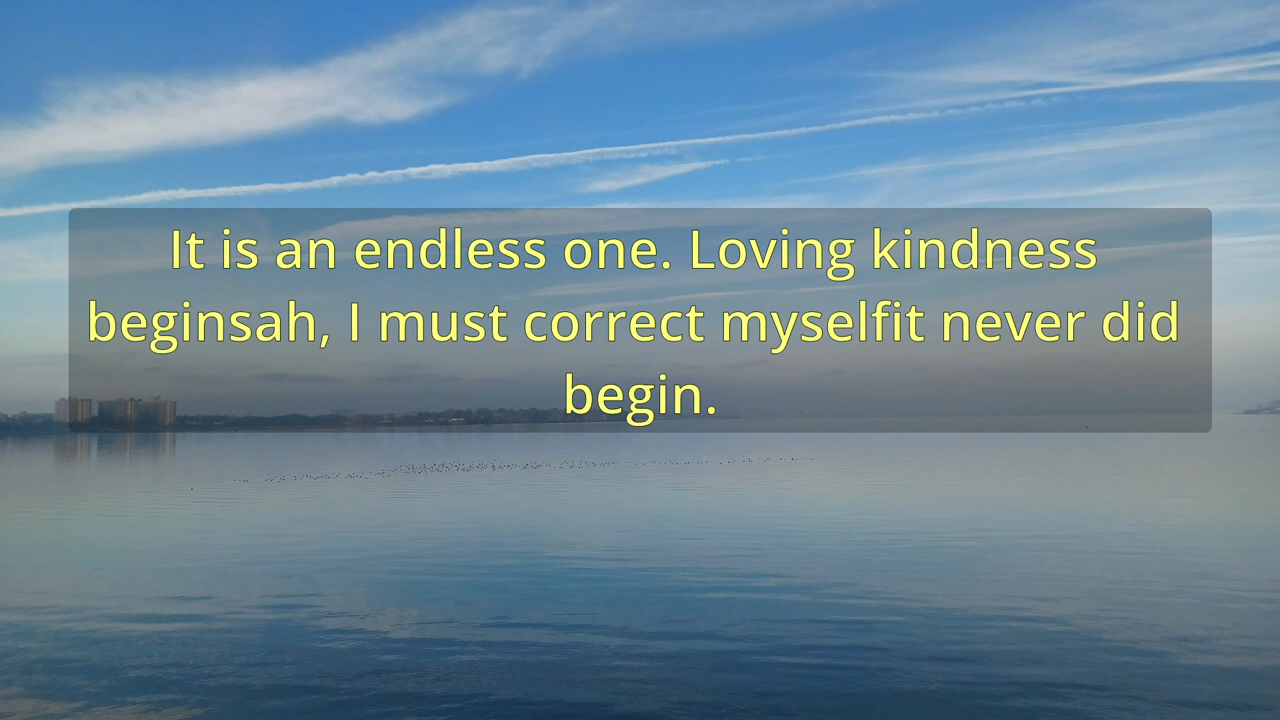 It is an endless one. Loving kindness
beginsah, I must correct myselfit never did
begin.